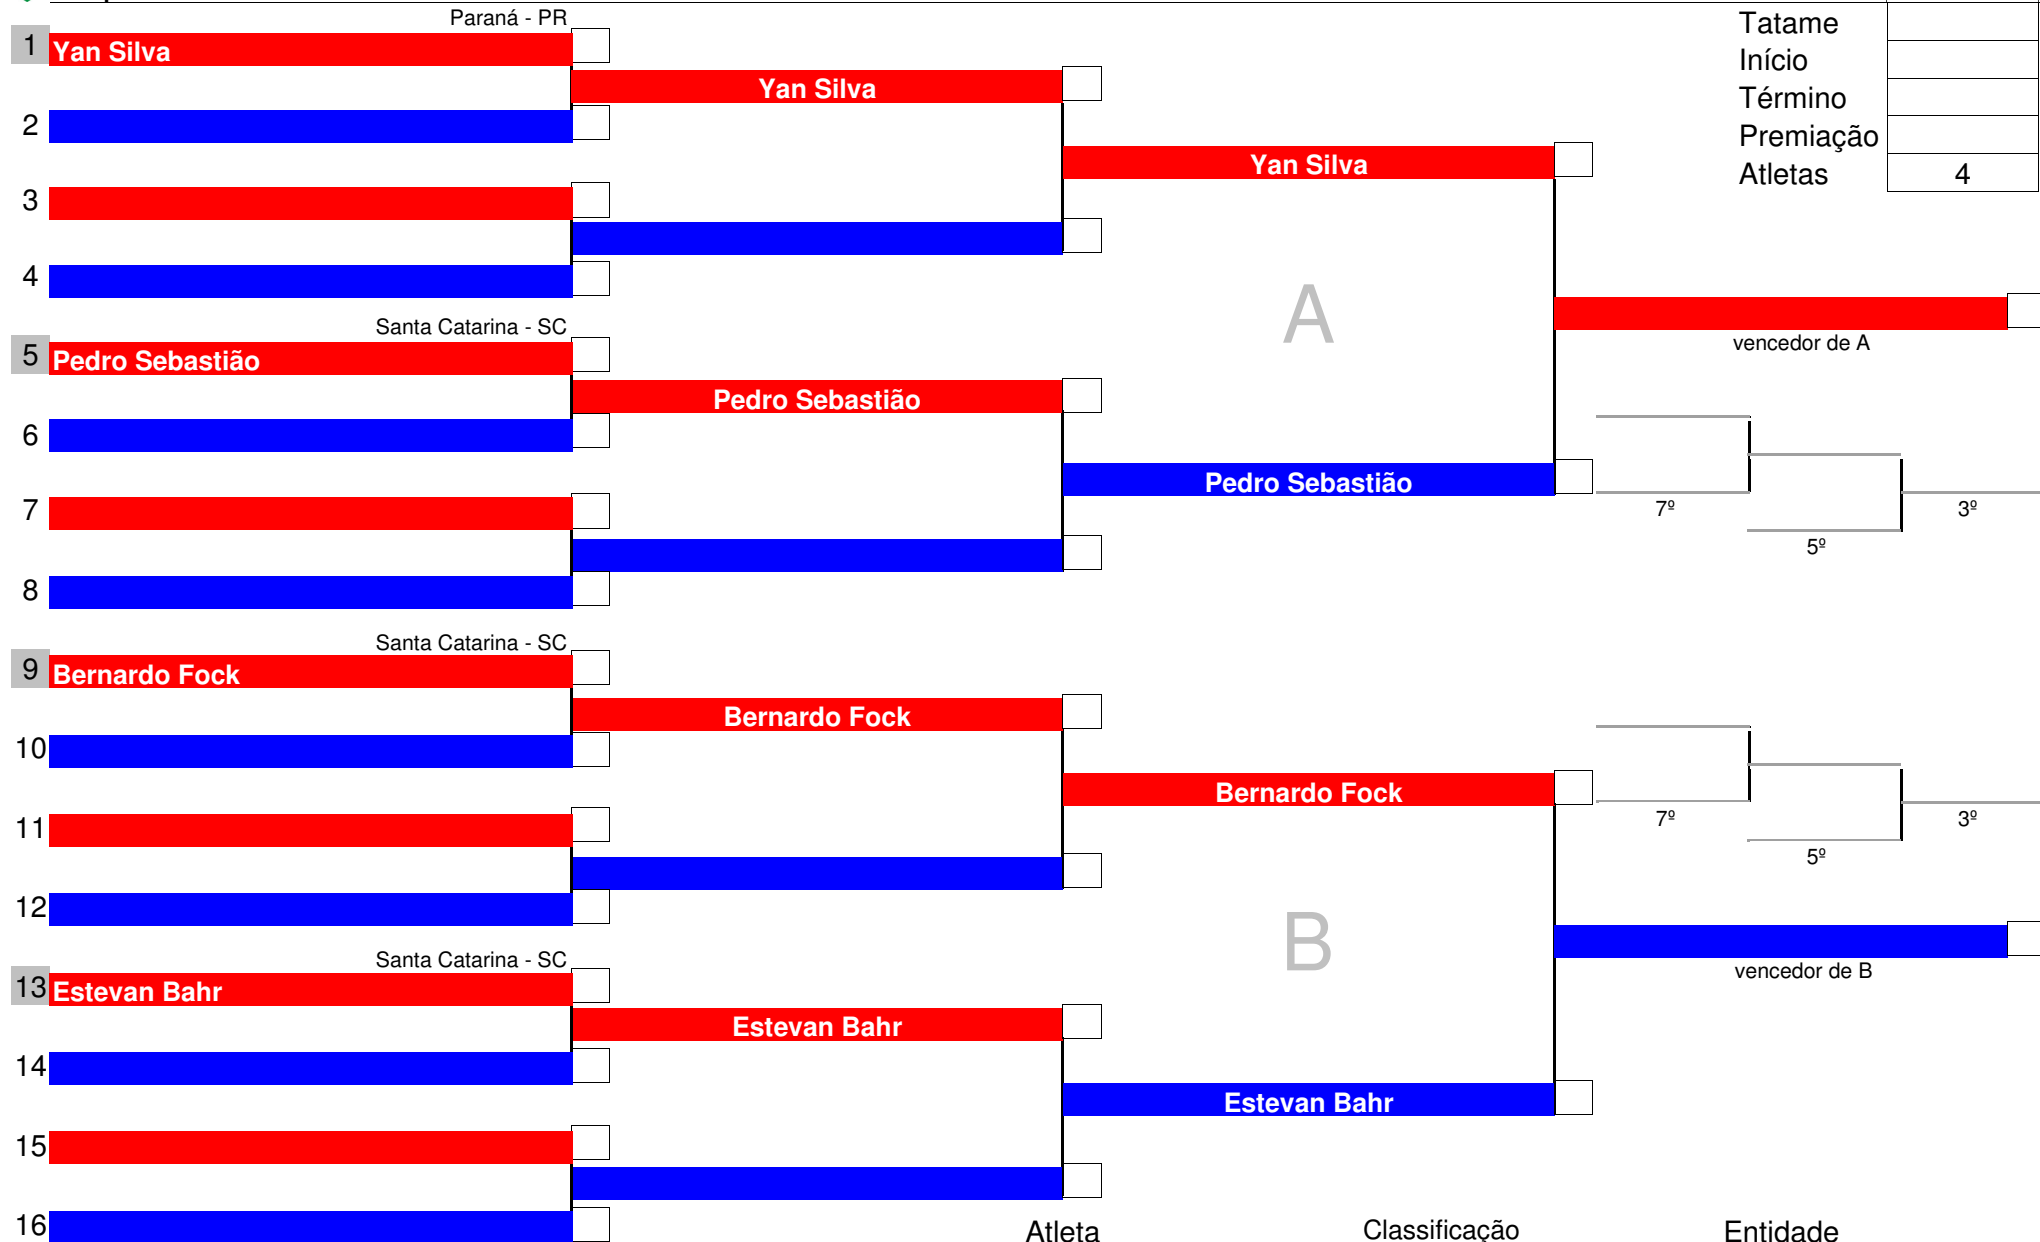 Paraná - PR
1 Yan Silva
Yan Silva
2
Yan Silva
3
4
Tatame
Início
Término
Premiação
Atletas 4
A
vencedor de A
Santa Catarina - SC
5 Pedro Sebastião
Pedro Sebastião
6
Pedro Sebastião
7
8
7º
3º
5º
Santa Catarina - SC
9 Bernardo Fock
Bernardo Fock
10
Bernardo Fock
11
12
7º
3º
5º
B
vencedor de B
Santa Catarina - SC
13 Estevan Bahr
Estevan Bahr
14
Estevan Bahr
15
16
Atleta Classificação Entidade